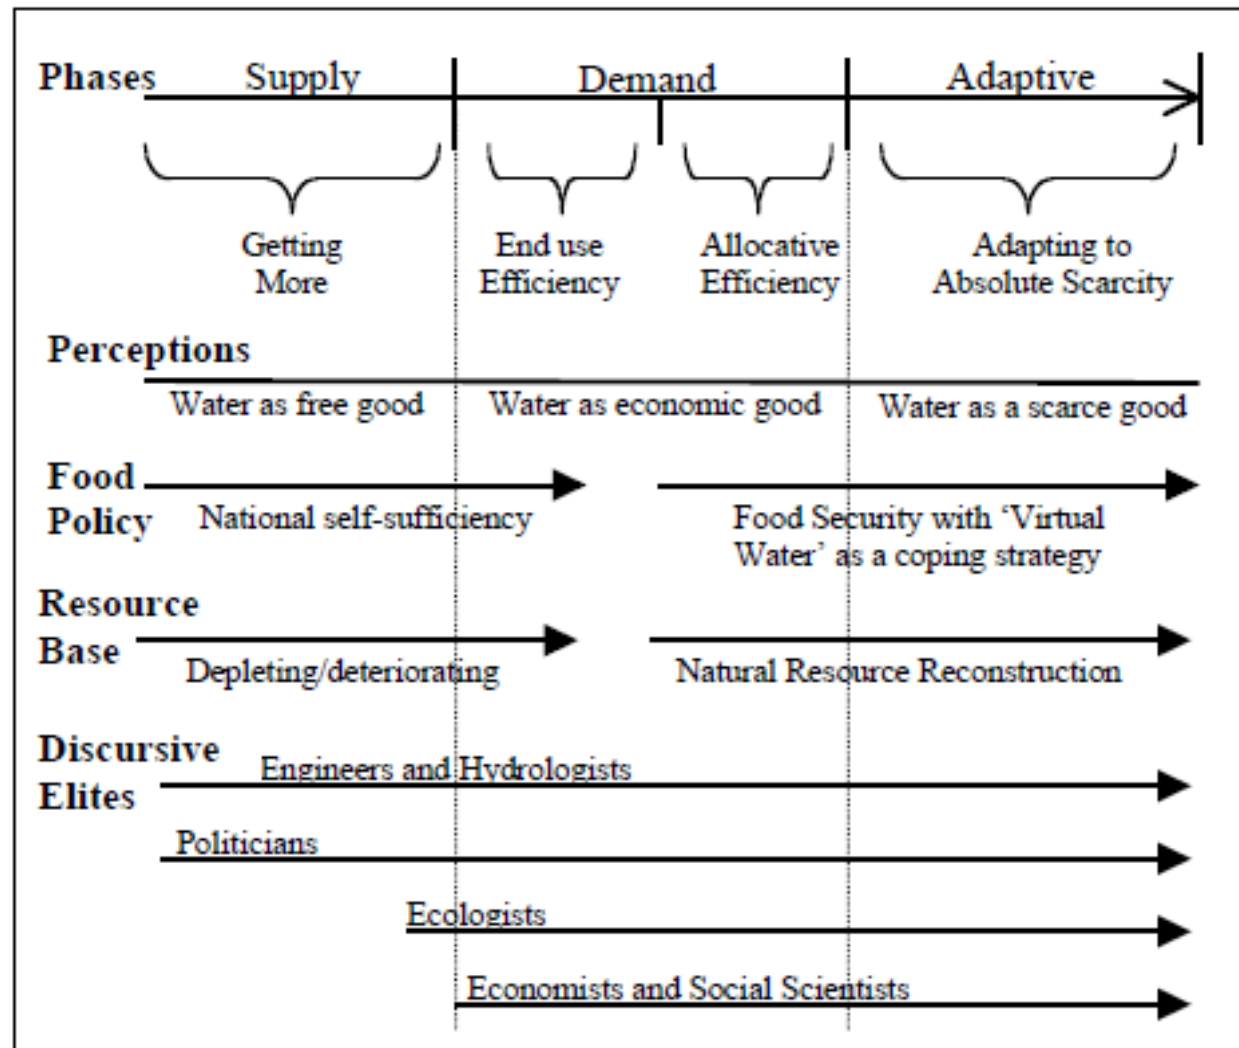 Phases Supply Demand Adaptive
Getting More
End use Efficiency
Allocative Efficiency
Adapting to Absolute Scarcity
Perceptions
Water as free good Water as economic good Water as a scarce good
Food Policy
National self-sufficiency
Food Security with ‘Virtual
Water’ as a coping strategy
Resource Base
Depleting/deteriorating
Natural Resource Reconstruction
Discursive Elites
Engineers and Hydrologists
Politicians
Ecologists
Economists and Social Scientists